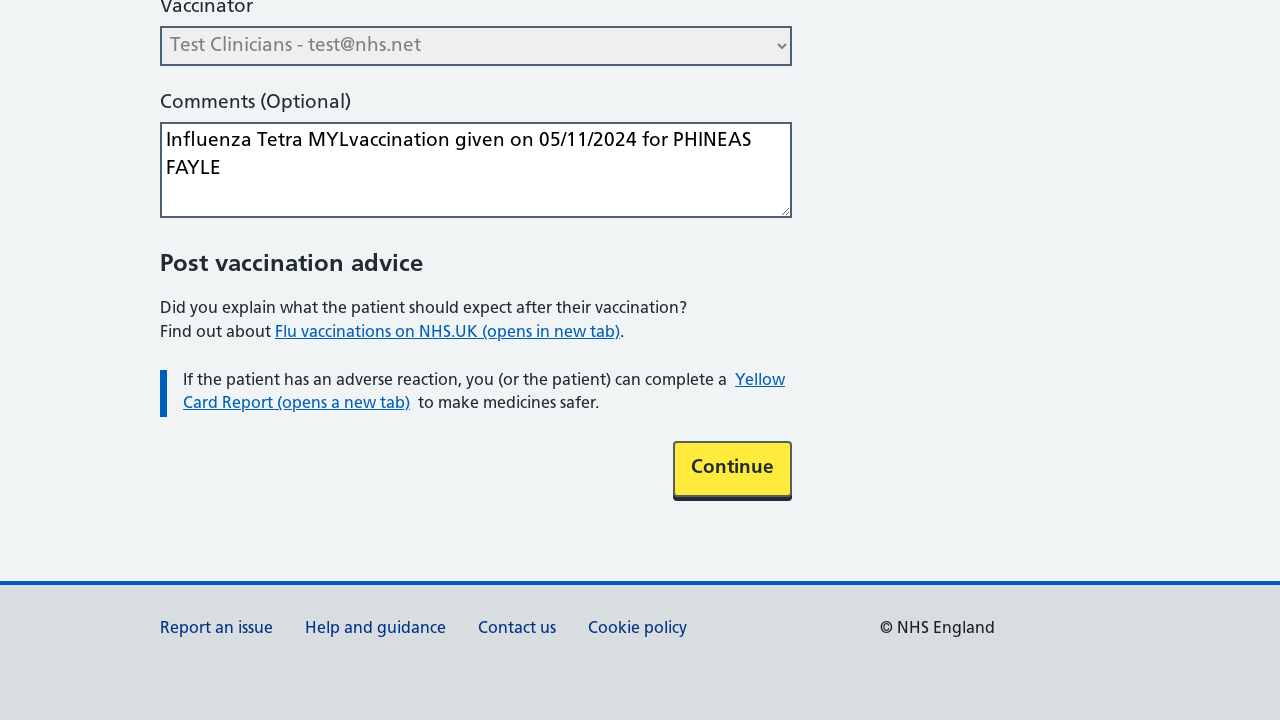 Vaccinator
Test Clinicians - test@nhs.net
Comments (Optional)
Influenza Tetra MYLvaccination given on 05/11/2024 for PHINEAS
FAYLE
Post vaccination advice
Did you explain what the patient should expect after their vaccination?
Find out about Flu vaccinations on NHS.UK (opens in new tab).
If the patient has an adverse reaction, you (or the patient) can complete a Yellow
Card Report (opens a new tab) to make medicines safer.
Continue
Report an issue Help and guidance Contact us Cookie policy © NHS England